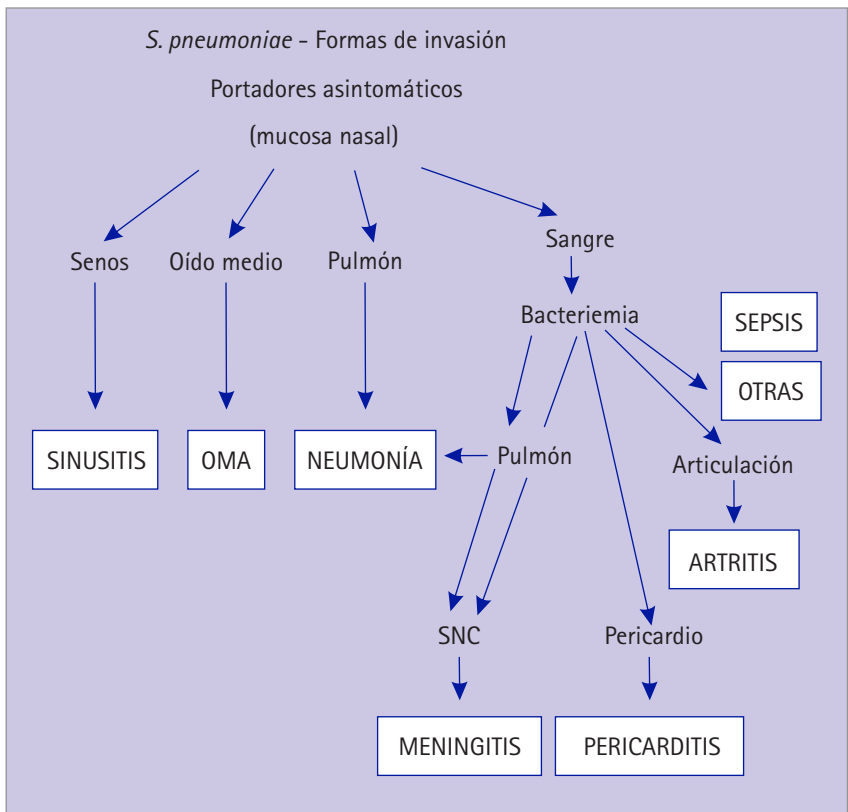 S. pneumoniae - Formas de invasión
Portadores asintomáticos
(mucosa nasal)
Sangre
Senos
Oído medio
Pulmón
Bacteriemia
SEPSIS
OTRAS
SINUSITIS
OMA
NEUMONÍA
Pulmón
Articulación
ARTRITIS
SNC
Pericardio
MENINGITIS
PERICARDITIS